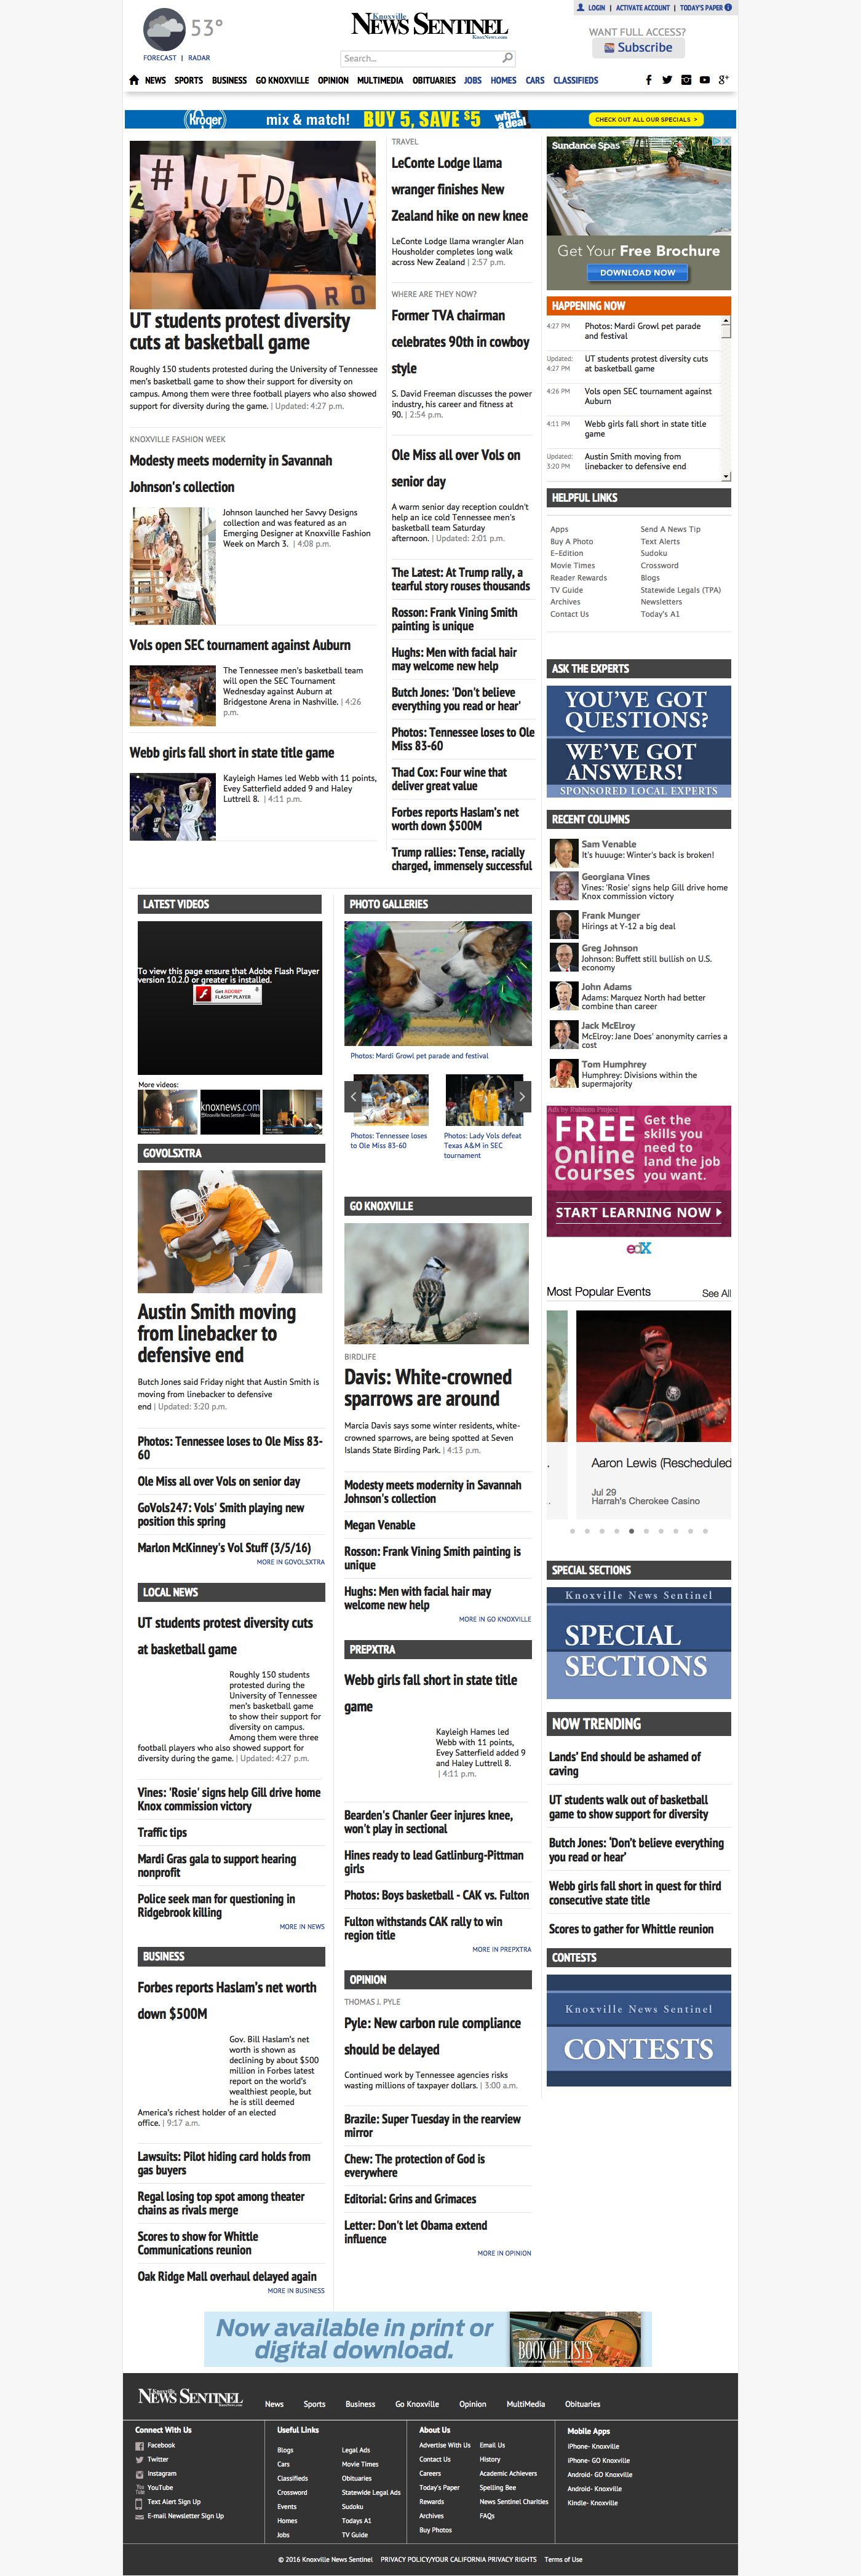 LOGIN | ACTIVATE ACCOUNT | TODAY'S PAPER
53°
FORECAST | RADAR
Knoxville
NEWS SENTINEL
KnoxNews.com
Search...
WANT FULL ACCESS?
Subscribe
NEWS SPORTS BUSINESS GO KNOXVILLE OPINION MULTIMEDIA OBITUARIES JOBS HOMES CARS CLASSIFIEDS
Kroger mix & match! BUY 5, SAVE $5 what a deal CHECK OUT ALL OUR SPECIALS >
# U T D I V
R O
UT students protest diversity
cuts at basketball game
Roughly 150 students protested during the University of Tennessee
men's basketball game to show their support for diversity on
campus. Among them were three football players who also showed
support for diversity during the game. | Updated: 4:27 p.m.
KNOXVILLE FASHION WEEK
Modesty meets modernity in Savannah
Johnson's collection
Johnson launched her Savvy Designs
collection and was featured as an
Emerging Designer at Knoxville Fashion
Week on March 3. | 4:08 p.m.
Vols open SEC tournament against Auburn
The Tennessee men's basketball team
will open the SEC Tournament
Wednesday against Auburn at
Bridgestone Arena in Nashville. | 4:26
p.m.
Webb girls fall short in state title game
Kayleigh Hames led Webb with 11 points,
Evey Satterfield added 9 and Haley
Luttrell 8. | 4:11 p.m.
TRAVEL
LeConte Lodge llama
wrangler finishes New
Zealand hike on new knee
LeConte Lodge llama wrangler Alan
Housholder completes long walk
across New Zealand | 2:57 p.m.
WHERE ARE THEY NOW?
Former TVA chairman
celebrates 90th in cowboy
style
S. David Freeman discusses the power
industry, his career and fitness at
90. | 2:54 p.m.
Ole Miss all over Vols on
senior day
A warm senior day reception couldn't
help an ice cold Tennessee men's
basketball team Saturday
afternoon. | Updated: 2:01 p.m.
The Latest: At Trump rally, a
tearful story rouses thousands
Rosson: Frank Vining Smith
painting is unique
Hughs: Men with facial hair
may welcome new help
Butch Jones: 'Don't believe
everything you read or hear'
Photos: Tennessee loses to Ole
Miss 83-60
Thad Cox: Four wine that
deliver great value
Forbes reports Haslam's net
worth down $500M
Trump rallies: Tense, racially
charged, immensely successful
Sundance Spas
Get Your Free Brochure
DOWNLOAD NOW
HAPPENING NOW
4:27 PM Photos: Mardi Growl pet parade
and festival
Updated: UT students protest diversity cuts
4:27 PM at basketball game
4:26 PM Vols open SEC tournament against
Auburn
4:11 PM Webb girls fall short in state title
game
Updated: Austin Smith moving from
3:20 PM linebacker to defensive end
HELPFUL LINKS
Apps Send A News Tip
Buy A Photo Text Alerts
E-Edition Sudoku
Movie Times Crossword
Reader Rewards Blogs
TV Guide Statewide Legals (TPA)
Archives Newsletters
Contact Us Today's A1
ASK THE EXPERTS
YOU'VE GOT
QUESTIONS?
WE'VE GOT
ANSWERS!
SPONSORED LOCAL EXPERTS
RECENT COLUMNS
Sam Venable
It's huuuge: Winter's back is broken!
Georgiana Vines
Vines: 'Rosie' signs help Gill drive home
Knox commission victory
Frank Munger
Hirings at Y-12 a big deal
Greg Johnson
Johnson: Buffett still bullish on U.S.
economy
John Adams
Adams: Marquez North had better
combine than career
Jack McElroy
McElroy: Jane Does' anonymity carries a
cost
Tom Humphrey
Humphrey: Divisions within the
supermajority
Ads by Rubicon Project
FREE Online Courses
Get the
skills you
need to
land the job
you want.
START LEARNING NOW
edX
Most Popular Events See All
Aaron Lewis (Rescheduled
Jul 29
Harrah's Cherokee Casino
SPECIAL SECTIONS
Knoxville News Sentinel
SPECIAL
SECTIONS
NOW TRENDING
Lands' End should be ashamed of
caving
UT students walk out of basketball
game to show support for diversity
Butch Jones: 'Don't believe everything
you read or hear'
Webb girls fall short in quest for third
consecutive state title
Scores to gather for Whittle reunion
CONTESTS
Knoxville News Sentinel
CONTESTS
LATEST VIDEOS
To view this page ensure that Adobe Flash Player
version 10.2.0 or greater is installed.
Get ADOBE
FLASH PLAYER
More videos:
knoxnews.com
GOVOLSXTRA
Austin Smith moving
from linebacker to
defensive end
Butch Jones said Friday night that Austin Smith is
moving from linebacker to defensive
end | Updated: 3:20 p.m.
Photos: Tennessee loses to Ole Miss 83-
60
Ole Miss all over Vols on senior day
GoVols247: Vols' Smith playing new
position this spring
Marlon McKinney's Vol Stuff (3/5/16)
MORE IN GOVOLSXTRA
LOCAL NEWS
UT students protest diversity cuts
at basketball game
Roughly 150 students
protested during the
University of Tennessee
men's basketball game
to show their support for
diversity on campus.
Among them were three
football players who also showed support for
diversity during the game. | Updated: 4:27 p.m.
Vines: 'Rosie' signs help Gill drive home
Knox commission victory
Traffic tips
Mardi Gras gala to support hearing
nonprofit
Police seek man for questioning in
Ridgebrook killing
MORE IN NEWS
BUSINESS
Forbes reports Haslam's net worth
down $500M
Gov. Bill Haslam's net
worth is shown as
declining by about $500
million in Forbes latest
report on the world's
wealthiest people, but
he is still deemed
America's richest holder of an elected
office. | 9:17 a.m.
Lawsuits: Pilot hiding card holds from
gas buyers
Regal losing top spot among theater
chains as rivals merge
Scores to show for Whittle
Communications reunion
Oak Ridge Mall overhaul delayed again
MORE IN BUSINESS
PHOTO GALLERIES
Photos: Mardi Growl pet parade and festival
Photos: Tennessee loses
to Ole Miss 83-60
Photos: Lady Vols defeat
Texas A&M in SEC
tournament
GO KNOXVILLE
BIRDLIFE
Davis: White-crowned
sparrows are around
Marcia Davis says some winter residents, white-
crowned sparrows, are being spotted at Seven
Islands State Birding Park. | 4:13 p.m.
Modesty meets modernity in Savannah
Johnson's collection
Megan Venable
Rosson: Frank Vining Smith painting is
unique
Hughs: Men with facial hair may
welcome new help
MORE IN GO KNOXVILLE
PREPXTRA
Webb girls fall short in state title
game
Kayleigh Hames led
Webb with 11 points,
Evey Satterfield added 9
and Haley Luttrell 8.
| 4:11 p.m.
Bearden's Chanler Geer injures knee,
won't play in sectional
Hines ready to lead Gatlinburg-Pittman
girls
Photos: Boys basketball - CAK vs. Fulton
Fulton withstands CAK rally to win
region title
MORE IN PREPXTRA
OPINION
THOMAS J. PYLE
Pyle: New carbon rule compliance
should be delayed
Continued work by Tennessee agencies risks
wasting millions of taxpayer dollars. | 3:00 a.m.
Brazile: Super Tuesday in the rearview
mirror
Chew: The protection of God is
everywhere
Editorial: Grins and Grimaces
Letter: Don't let Obama extend
influence
MORE IN OPINION
Now available in print or
digital download.
BOOK OF LISTS
Knoxville
NEWS SENTINEL
News Sports Business Go Knoxville Opinion MultiMedia Obituaries
Connect With Us
Facebook
Twitter
Instagram
YouTube
Text Alert Sign Up
E-mail Newsletter Sign Up
Useful Links
Blogs Legal Ads
Cars Movie Times
Classifieds Obituaries
Crossword Statewide Legal Ads
Events Sudoku
Homes Todays A1
Jobs TV Guide
About Us
Advertise With Us Email Us
Contact Us History
Careers Academic Achievers
Today's Paper Spelling Bee
Rewards News Sentinel Charities
Archives FAQs
Buy Photos
Mobile Apps
iPhone- Knoxville
iPhone- GO Knoxville
Android- GO Knoxville
Android- Knoxville
Kindle- Knoxville
© 2016 Knoxville News Sentinel PRIVACY POLICY/YOUR CALIFORNIA PRIVACY RIGHTS Terms of Use